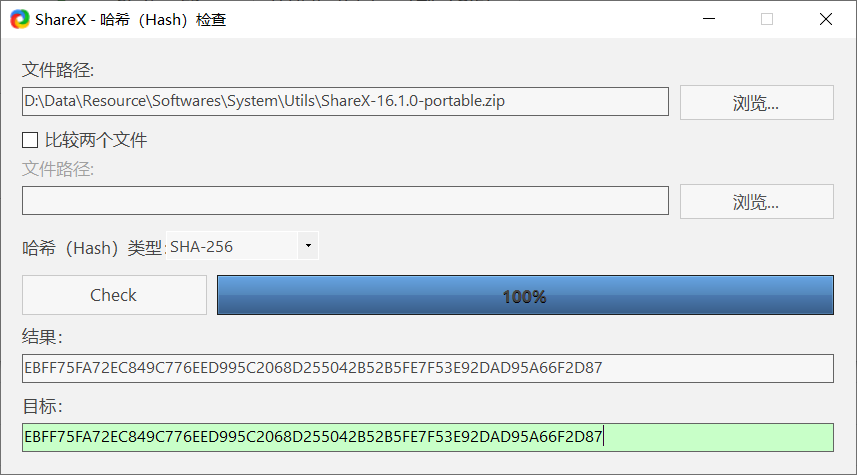 ShareX - 哈希（Hash）检查
文件路径:
D:\Data\Resource\Softwares\System\Utils\ShareX-16.1.0-portable.zip
浏览...
比较两个文件
文件路径:
浏览...
哈希（Hash）类型:
SHA-256
Check
100%
结果：
EBFF75FA72EC849C776EED995C2068D255042B52B5FE7F53E92DAD95A66F2D87
目标：
EBFF75FA72EC849C776EED995C2068D255042B52B5FE7F53E92DAD95A66F2D87